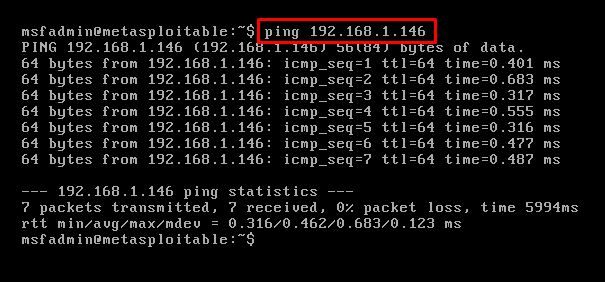 msfadmin@metasploitable:~$ ping 192.168.1.146
PING 192.168.1.146 (192.168.1.146) 56(84) bytes of data.
64 bytes from 192.168.1.146: icmp_seq=1 ttl=64 time=0.401 ms
64 bytes from 192.168.1.146: icmp_seq=2 ttl=64 time=0.683 ms
64 bytes from 192.168.1.146: icmp_seq=3 ttl=64 time=0.317 ms
64 bytes from 192.168.1.146: icmp_seq=4 ttl=64 time=0.555 ms
64 bytes from 192.168.1.146: icmp_seq=5 ttl=64 time=0.316 ms
64 bytes from 192.168.1.146: icmp_seq=6 ttl=64 time=0.477 ms
64 bytes from 192.168.1.146: icmp_seq=7 ttl=64 time=0.487 ms
--- 192.168.1.146 ping statistics ---
7 packets transmitted, 7 received, 0% packet loss, time 5994ms
rtt min/avg/max/mdev = 0.316/0.462/0.683/0.123 ms
msfadmin@metasploitable:~$